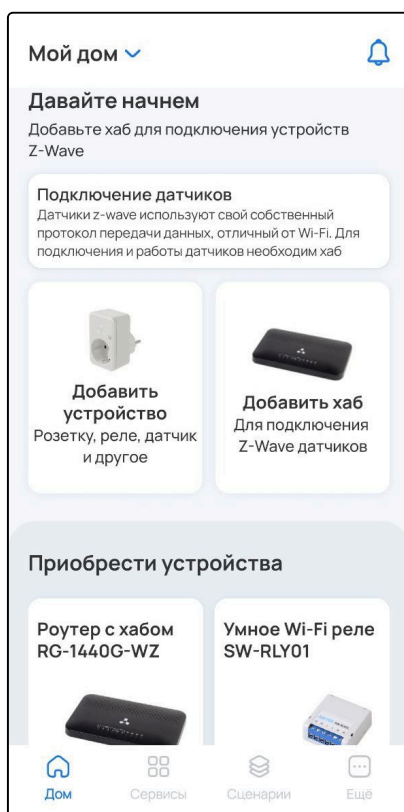 Мой дом
Давайте начнем
Добавьте хаб для подключения устройств
Z-Wave
Подключение датчиков
Датчики z-wave используют свой собственный
протокол передачи данных, отличный от Wi-Fi. Для
подключения и работы датчиков необходим хаб
Добавить
устройство
Розетку, реле, датчик
и другое
Добавить хаб
Для подключения
Z-Wave датчиков
Приобрести устройства
Роутер с хабом
RG-1440G-WZ
Умное Wi-Fi реле
SW-RLY01
Дом
Сервисы
Сценарии
Ещё